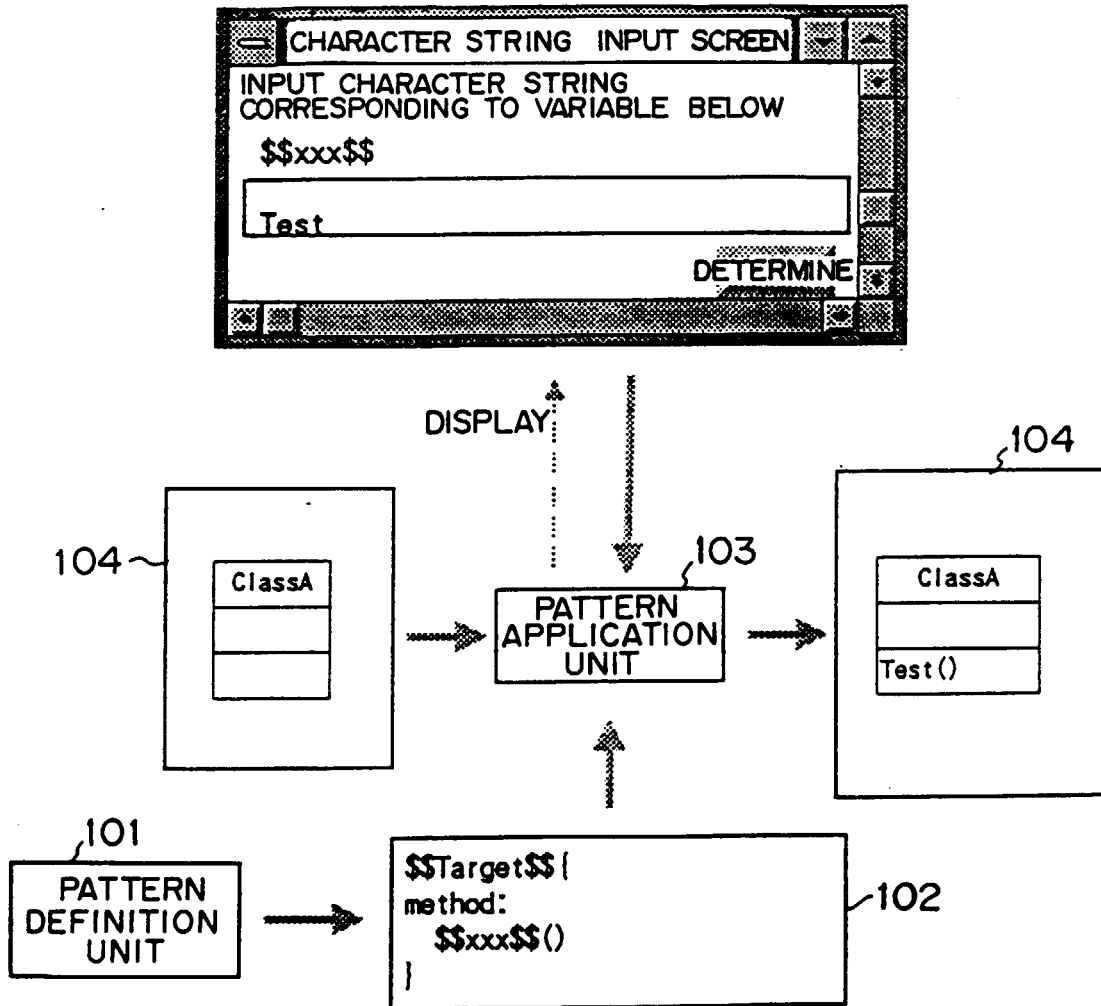 CHARACTER STRING INPUT SCREEN
INPUT CHARACTER STRING
CORRESPONDING TO VARIABLE BELOW
$$xxx$$
Test
DETERMINE
DISPLAY
104
104
103
ClassA
PATTERN
APPLICATION
UNIT
ClassA
Test()
101
PATTERN
DEFINITION
UNIT
$$Target$$ {
method:
$$xxx$$()
}
102